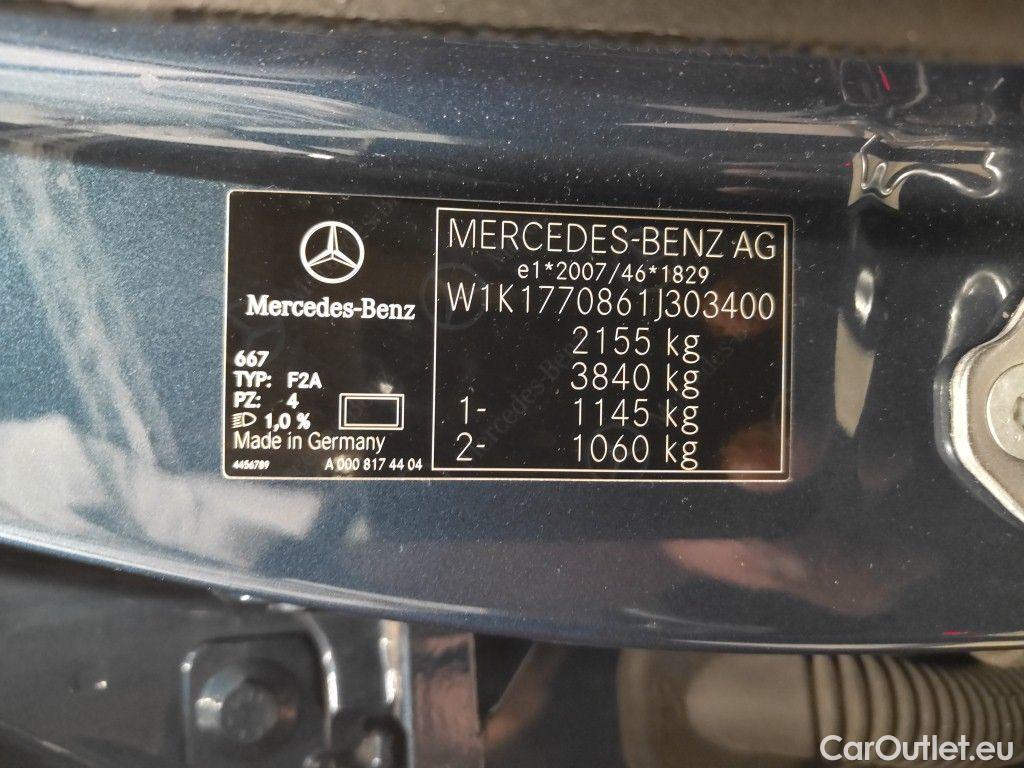 Mercedes-Benz
667
TYP: F2A
PZ: 4
1,0 %
Made in Germany
4456789 A 000 817 44 04
MERCEDES-BENZ AG
e1*2007/46*1829
W1K1770861J303400
2155 kg
3840 kg
1- 1145 kg
2- 1060 kg
CarOutlet.eu